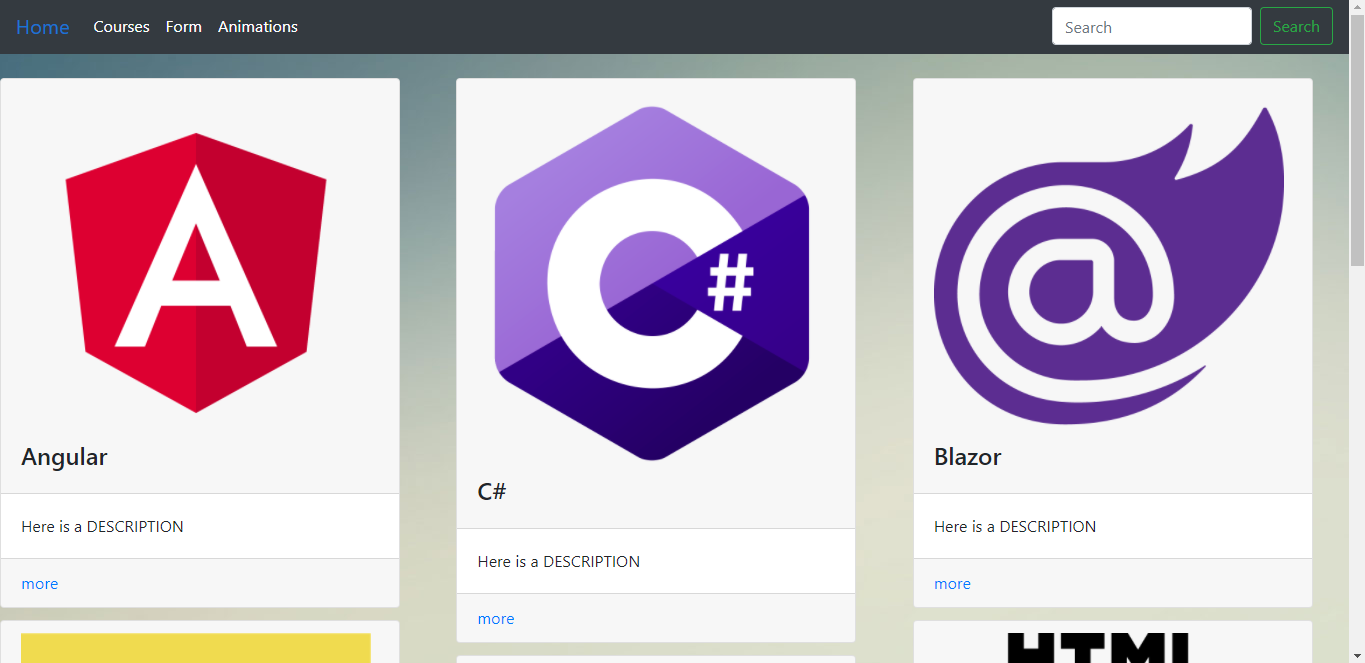 Home Courses Form Animations Search Search
A
C#
@
Angular
Here is a DESCRIPTION
more
C#
Here is a DESCRIPTION
more
Blazor
Here is a DESCRIPTION
more
HTML